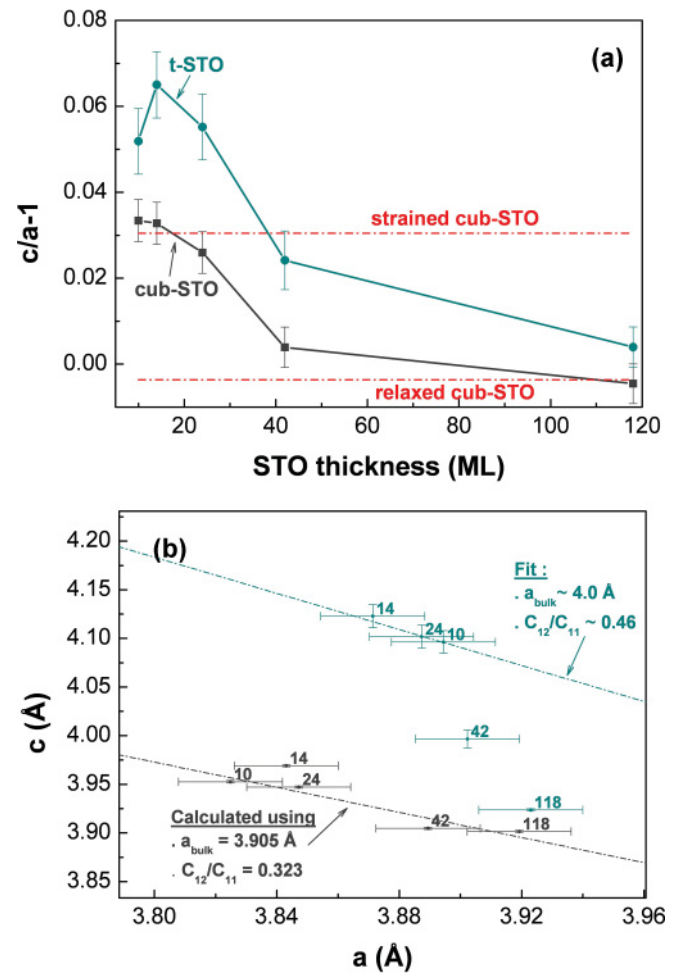 (a)
t-STO
strained cub-STO
cub-STO
relaxed cub-STO
c/a-1
0.08
0.06
0.04
0.02
0.00
20
40
60
80
100
120
STO thickness (ML)
(b)
Fit :
. a_bulk ~ 4.0 Å
. C₁₂/C₁₁ ~ 0.46
14
24
10
42
118
14
10
24
42
118
Calculated using
. a_bulk = 3.905 Å
. C₁₂/C₁₁ = 0.323
c (Å)
4.20
4.15
4.10
4.05
4.00
3.95
3.90
3.85
3.80
3.84
3.88
3.92
3.96
a (Å)